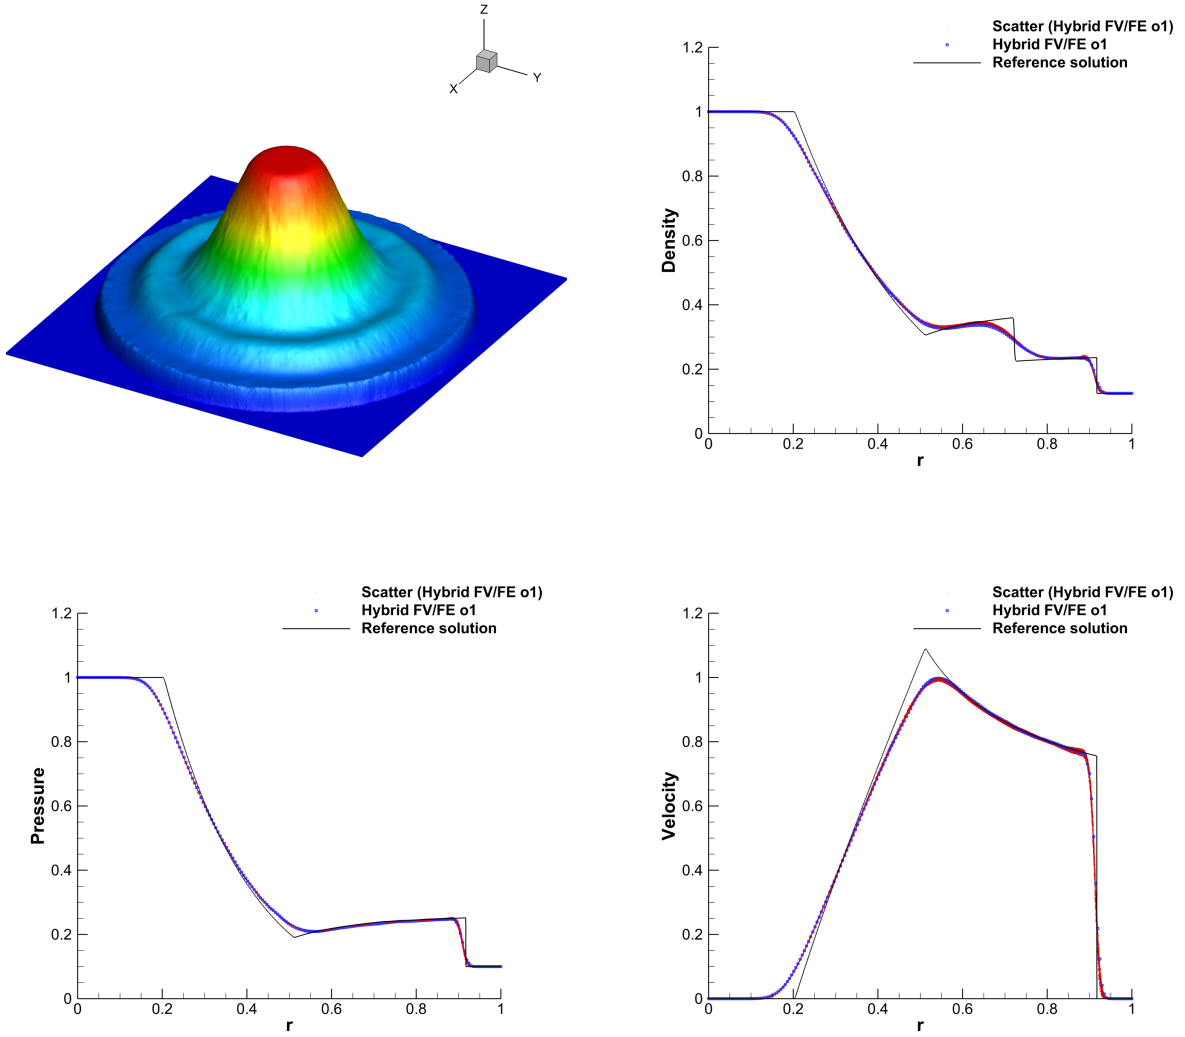 Z
X
Y
Scatter (Hybrid FV/FE o1)
Hybrid FV/FE o1
Reference solution
1.2
1
0.8
0.6
0.4
0.2
0
Density
0 0.2 0.4 0.6 0.8 1
r
Scatter (Hybrid FV/FE o1)
Hybrid FV/FE o1
Reference solution
1.2
1
0.8
0.6
0.4
0.2
0
Pressure
0 0.2 0.4 0.6 0.8 1
r
Scatter (Hybrid FV/FE o1)
Hybrid FV/FE o1
Reference solution
1.2
1
0.8
0.6
0.4
0.2
0
Velocity
0 0.2 0.4 0.6 0.8 1
r